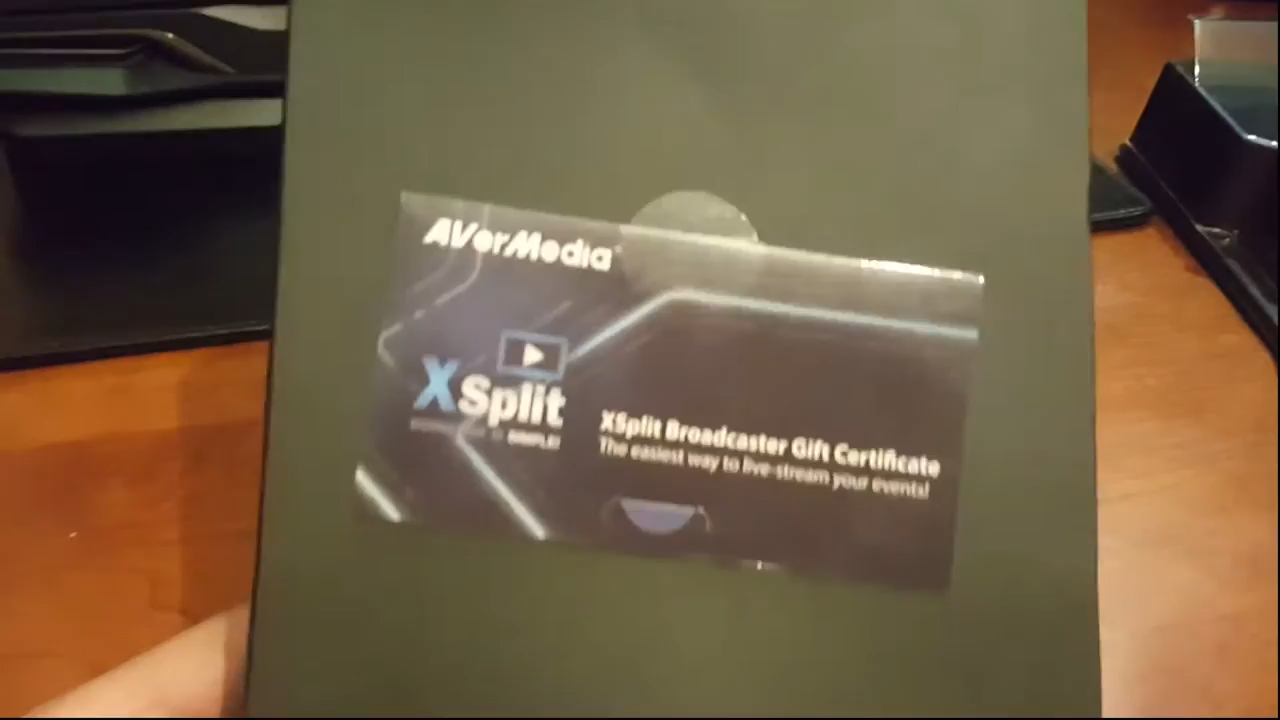 AVerMedia
XSplit
XSplit Broadcaster Gift Certificate
The easiest way to live-stream your events!